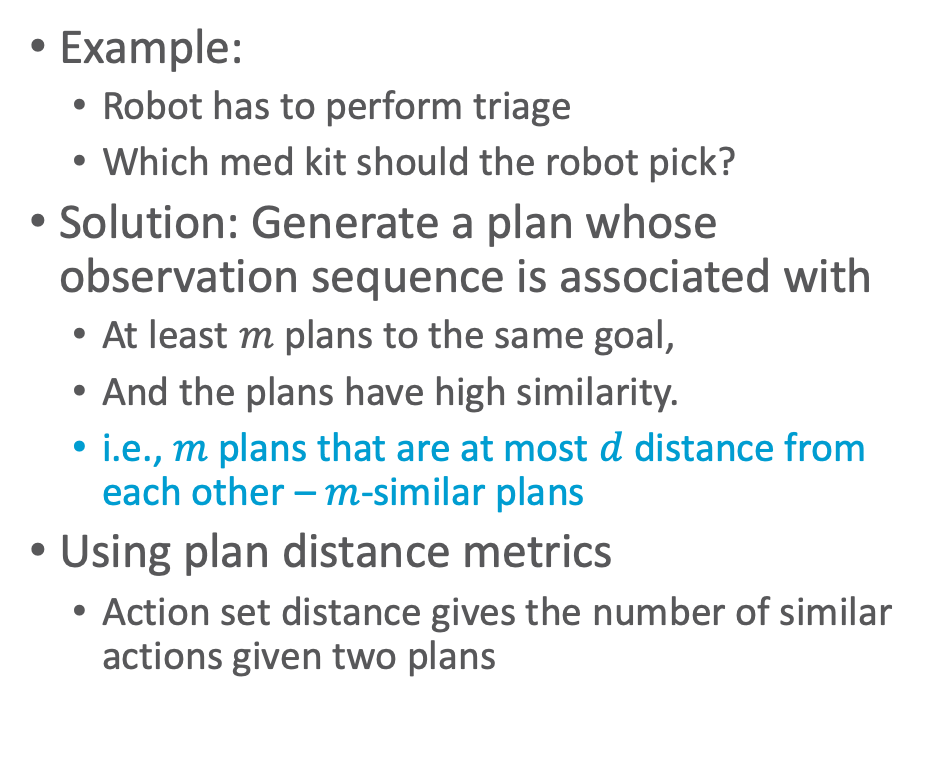 • Example:
• Robot has to perform triage
• Which med kit should the robot pick?
• Solution: Generate a plan whose
observation sequence is associated with
• At least m plans to the same goal,
• And the plans have high similarity.
• i.e., m plans that are at most d distance from
each other – m-similar plans
• Using plan distance metrics
• Action set distance gives the number of similar
actions given two plans